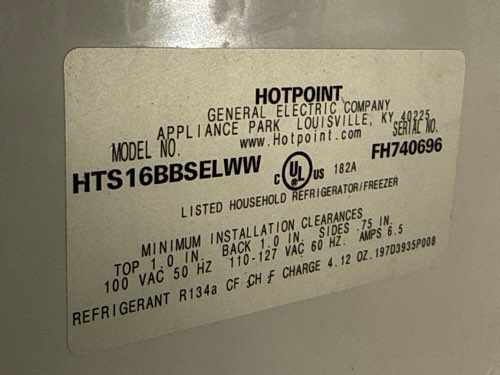 HOTPOINT
GENERAL ELECTRIC COMPANY
APPLIANCE PARK LOUISVILLE, KY 40225
www.Hotpoint.com
MODEL NO. SERIAL NO.
HTS16BBSELWW C UL US 182A FH740696
LISTED HOUSEHOLD REFRIGERATOR/FREEZER
MINIMUM INSTALLATION CLEARANCES
TOP 1.0 IN. BACK 1.0 IN. SIDES .75 IN.
100 VAC 50 HZ 110-127 VAC 60 HZ. AMPS 6.5
REFRIGERANT R134a CF CH F CHARGE 4.12 OZ.197D3935P008